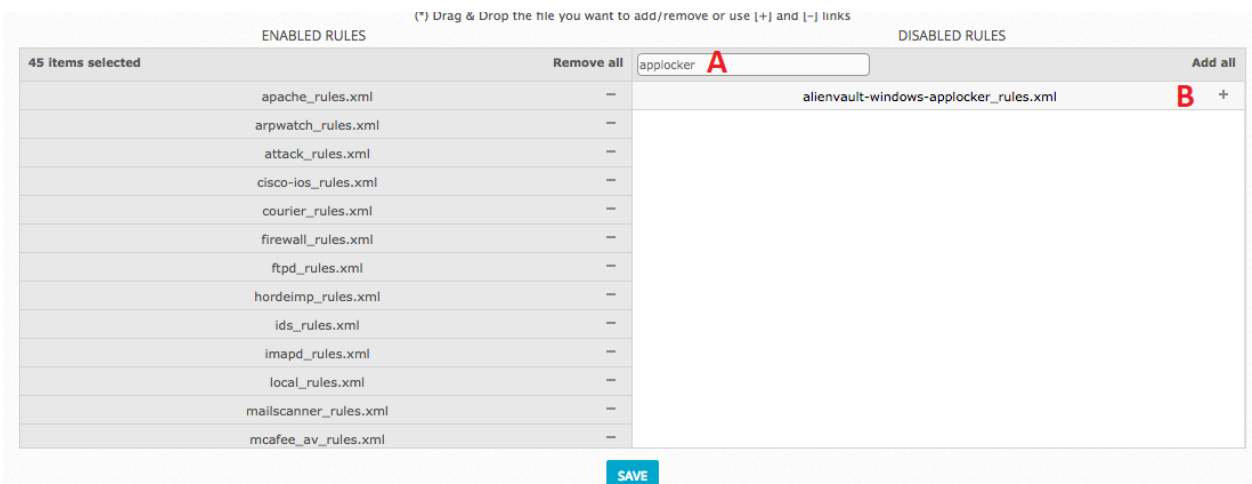 (*) Drag & Drop the file you want to add/remove or use [+] and [-] links
ENABLED RULES DISABLED RULES
45 items selected Remove all applocker A Add all
apache_rules.xml − alienvault-windows-applocker_rules.xml B +
arpwatch_rules.xml −
attack_rules.xml −
cisco-ios_rules.xml −
courier_rules.xml −
firewall_rules.xml −
ftpd_rules.xml −
hordeimp_rules.xml −
ids_rules.xml −
imapd_rules.xml −
local_rules.xml −
mailscanner_rules.xml −
mcafee_av_rules.xml −
SAVE